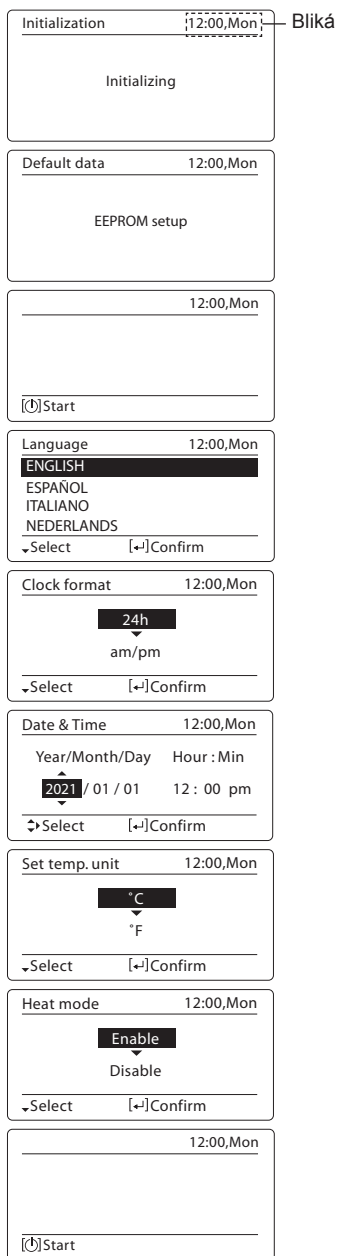 Initialization 12:00,Mon Bliká
Initializing
Default data 12:00,Mon
EEPROM setup
12:00,Mon
[⏻]Start
Language 12:00,Mon
ENGLISH
ESPAÑOL
ITALIANO
NEDERLANDS
Select [↵]Confirm
Clock format 12:00,Mon
24h
am/pm
Select [↵]Confirm
Date & Time 12:00,Mon
Year/Month/Day Hour : Min
2021 / 01 / 01 12 : 00 pm
Select [↵]Confirm
Set temp. unit 12:00,Mon
°C
°F
Select [↵]Confirm
Heat mode 12:00,Mon
Enable
Disable
Select [↵]Confirm
12:00,Mon
[⏻]Start